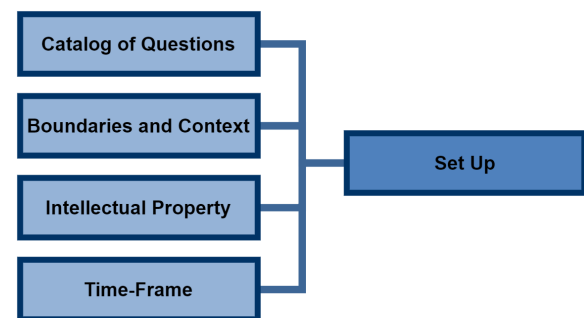 Catalog of Questions
Boundaries and Context
Set Up
Intellectual Property
Time-Frame